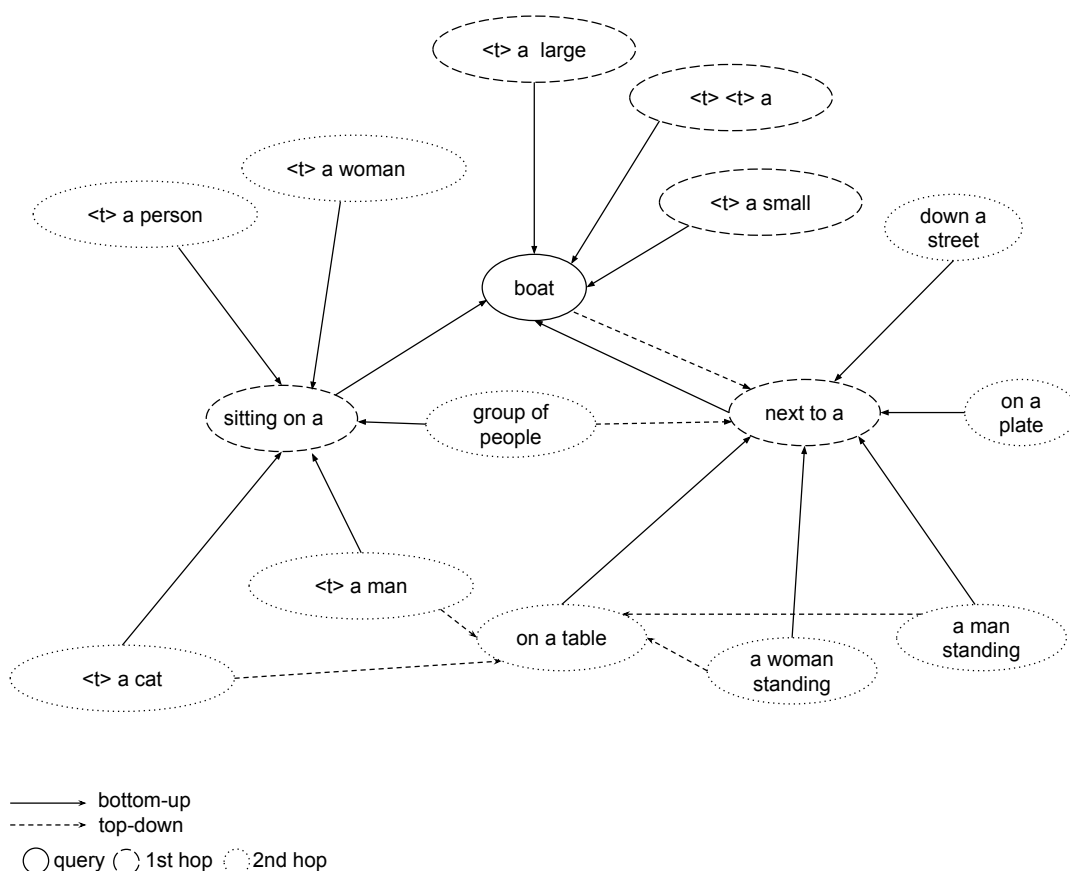 <t> a large
<t> <t> a
<t> a woman
<t> a person
<t> a small
down a
street
boat
sitting on a
group of
people
next to a
on a
plate
<t> a man
on a table
a woman
standing
a man
standing
<t> a cat
bottom-up
top-down
query 1st hop 2nd hop